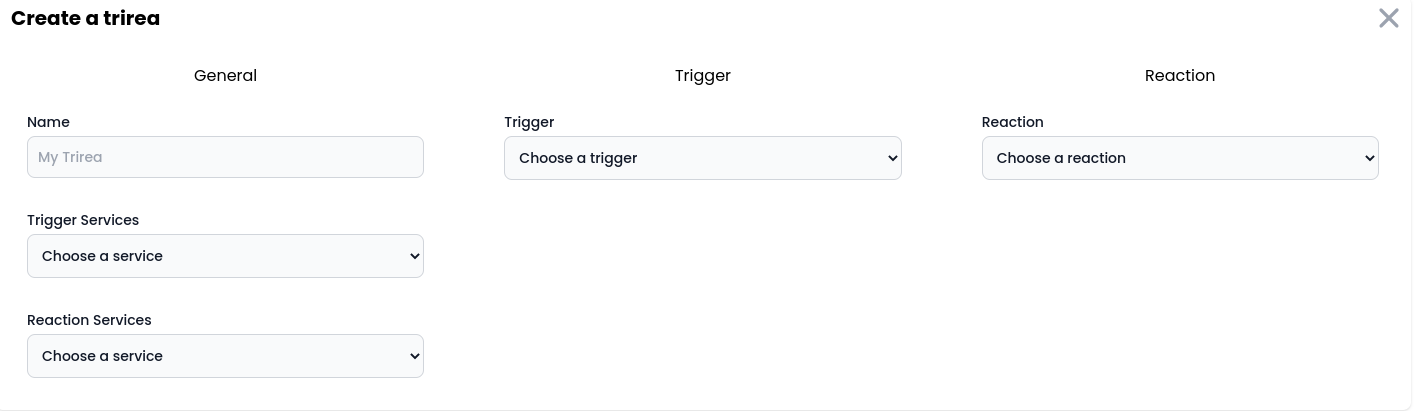 Create a trirea
General
Trigger
Reaction
Name
My Trirea
Trigger
Choose a trigger
Reaction
Choose a reaction
Trigger Services
Choose a service
Reaction Services
Choose a service